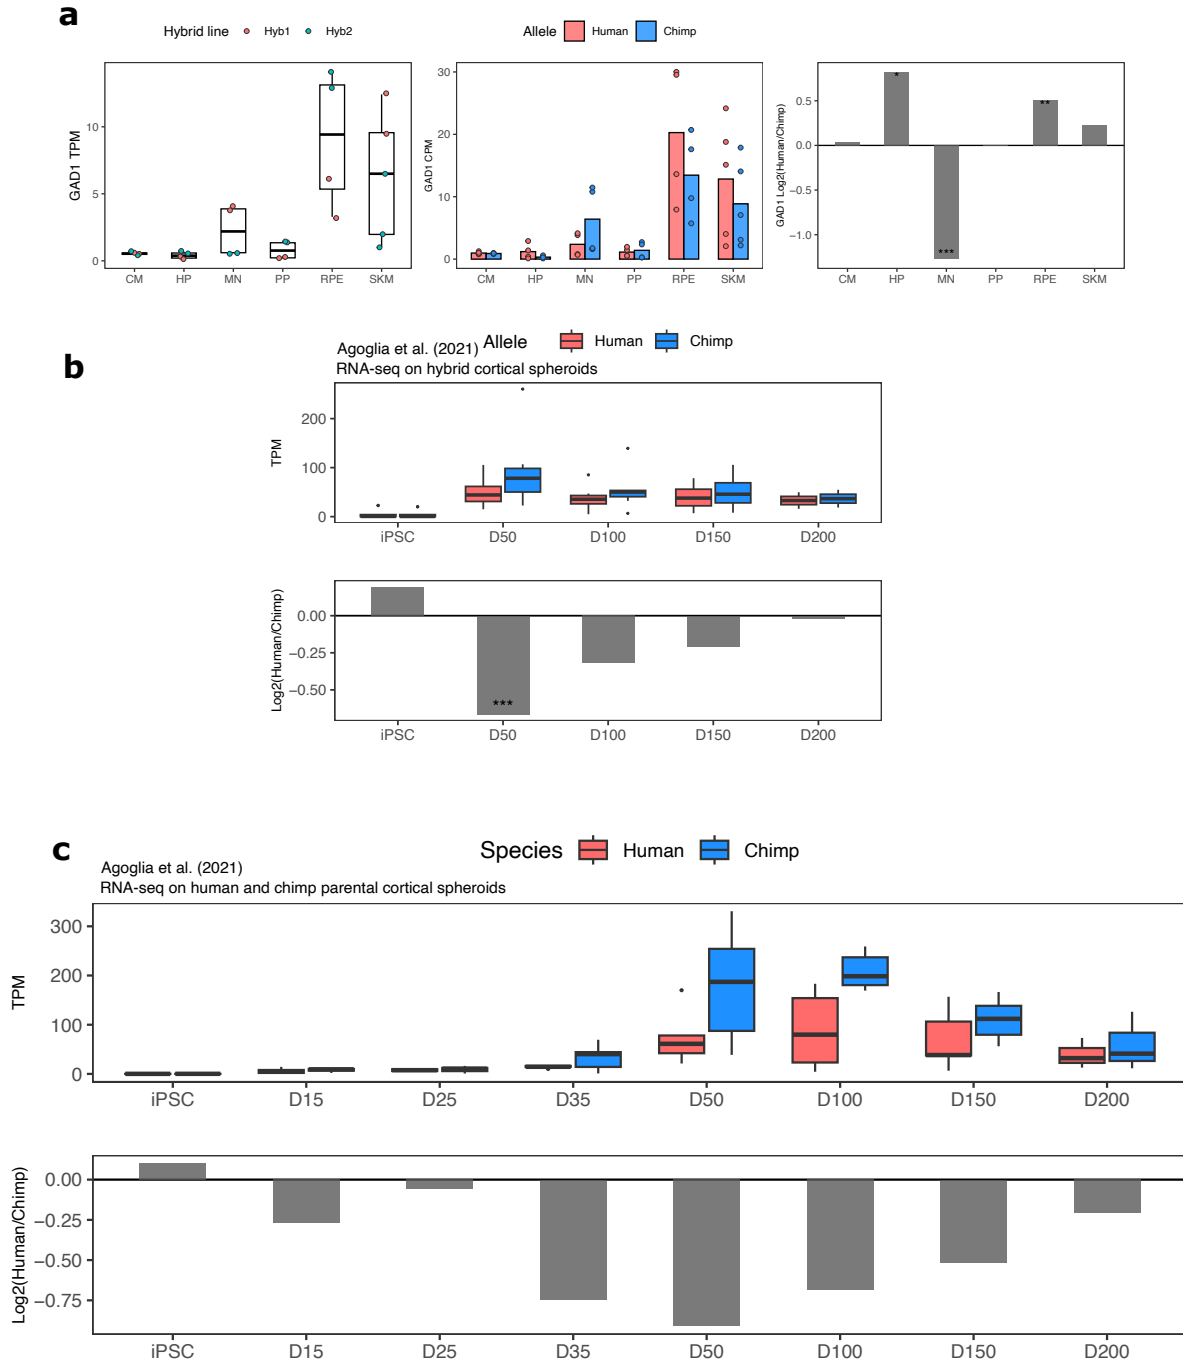 a
Hybrid line Hyb1 Hyb2
Allele Human Chimp
GAD1 TPM
10
5
0
CM HP MN PP RPE SKM
GAD1 CPM
30
20
10
0
CM HP MN PP RPE SKM
GAD1 Log2(Human/Chimp)
0.5
0.0
−0.5
−1.0
*
***
**
CM HP MN PP RPE SKM
b
Agoglia et al. (2021)
RNA-seq on hybrid cortical spheroids
Allele Human Chimp
TPM
200
100
0
iPSC D50 D100 D150 D200
Log2(Human/Chimp)
0.00
−0.25
−0.50
***
iPSC D50 D100 D150 D200
c
Agoglia et al. (2021)
RNA-seq on human and chimp parental cortical spheroids
Species Human Chimp
TPM
300
200
100
0
iPSC D15 D25 D35 D50 D100 D150 D200
Log2(Human/Chimp)
0.00
−0.25
−0.50
−0.75
iPSC D15 D25 D35 D50 D100 D150 D200